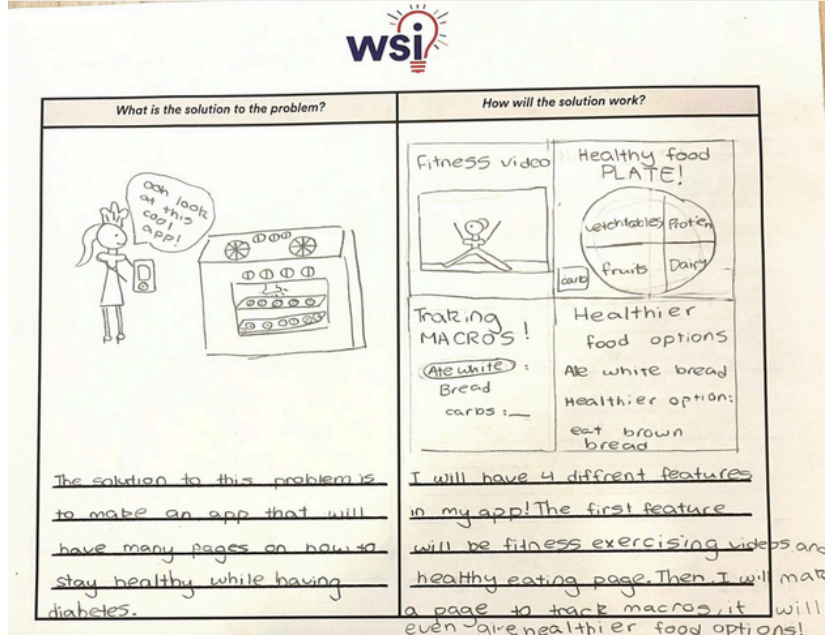 wsi
What is the solution to the problem?
How will the solution work?
ooh look
at this
cool
app!
The solution to this problem is
to make an app that will
have many pages on how to
stay healthy while having
diabetes.
Fitness video
Healthy food
PLATE!
vetchtables
Protien
fruits
Dairy
carb
Traking
MACROS!
Ate white:
Bread
carbs:__
Healthier
food options
Ate white bread
Healthier option:
eat brown
bread
I will have 4 diffrent features
in my app! The first feature
will be fitness exercising videos and
healthy eating page. Then I will mak
a page to track macros, it will
even give healthier food options!